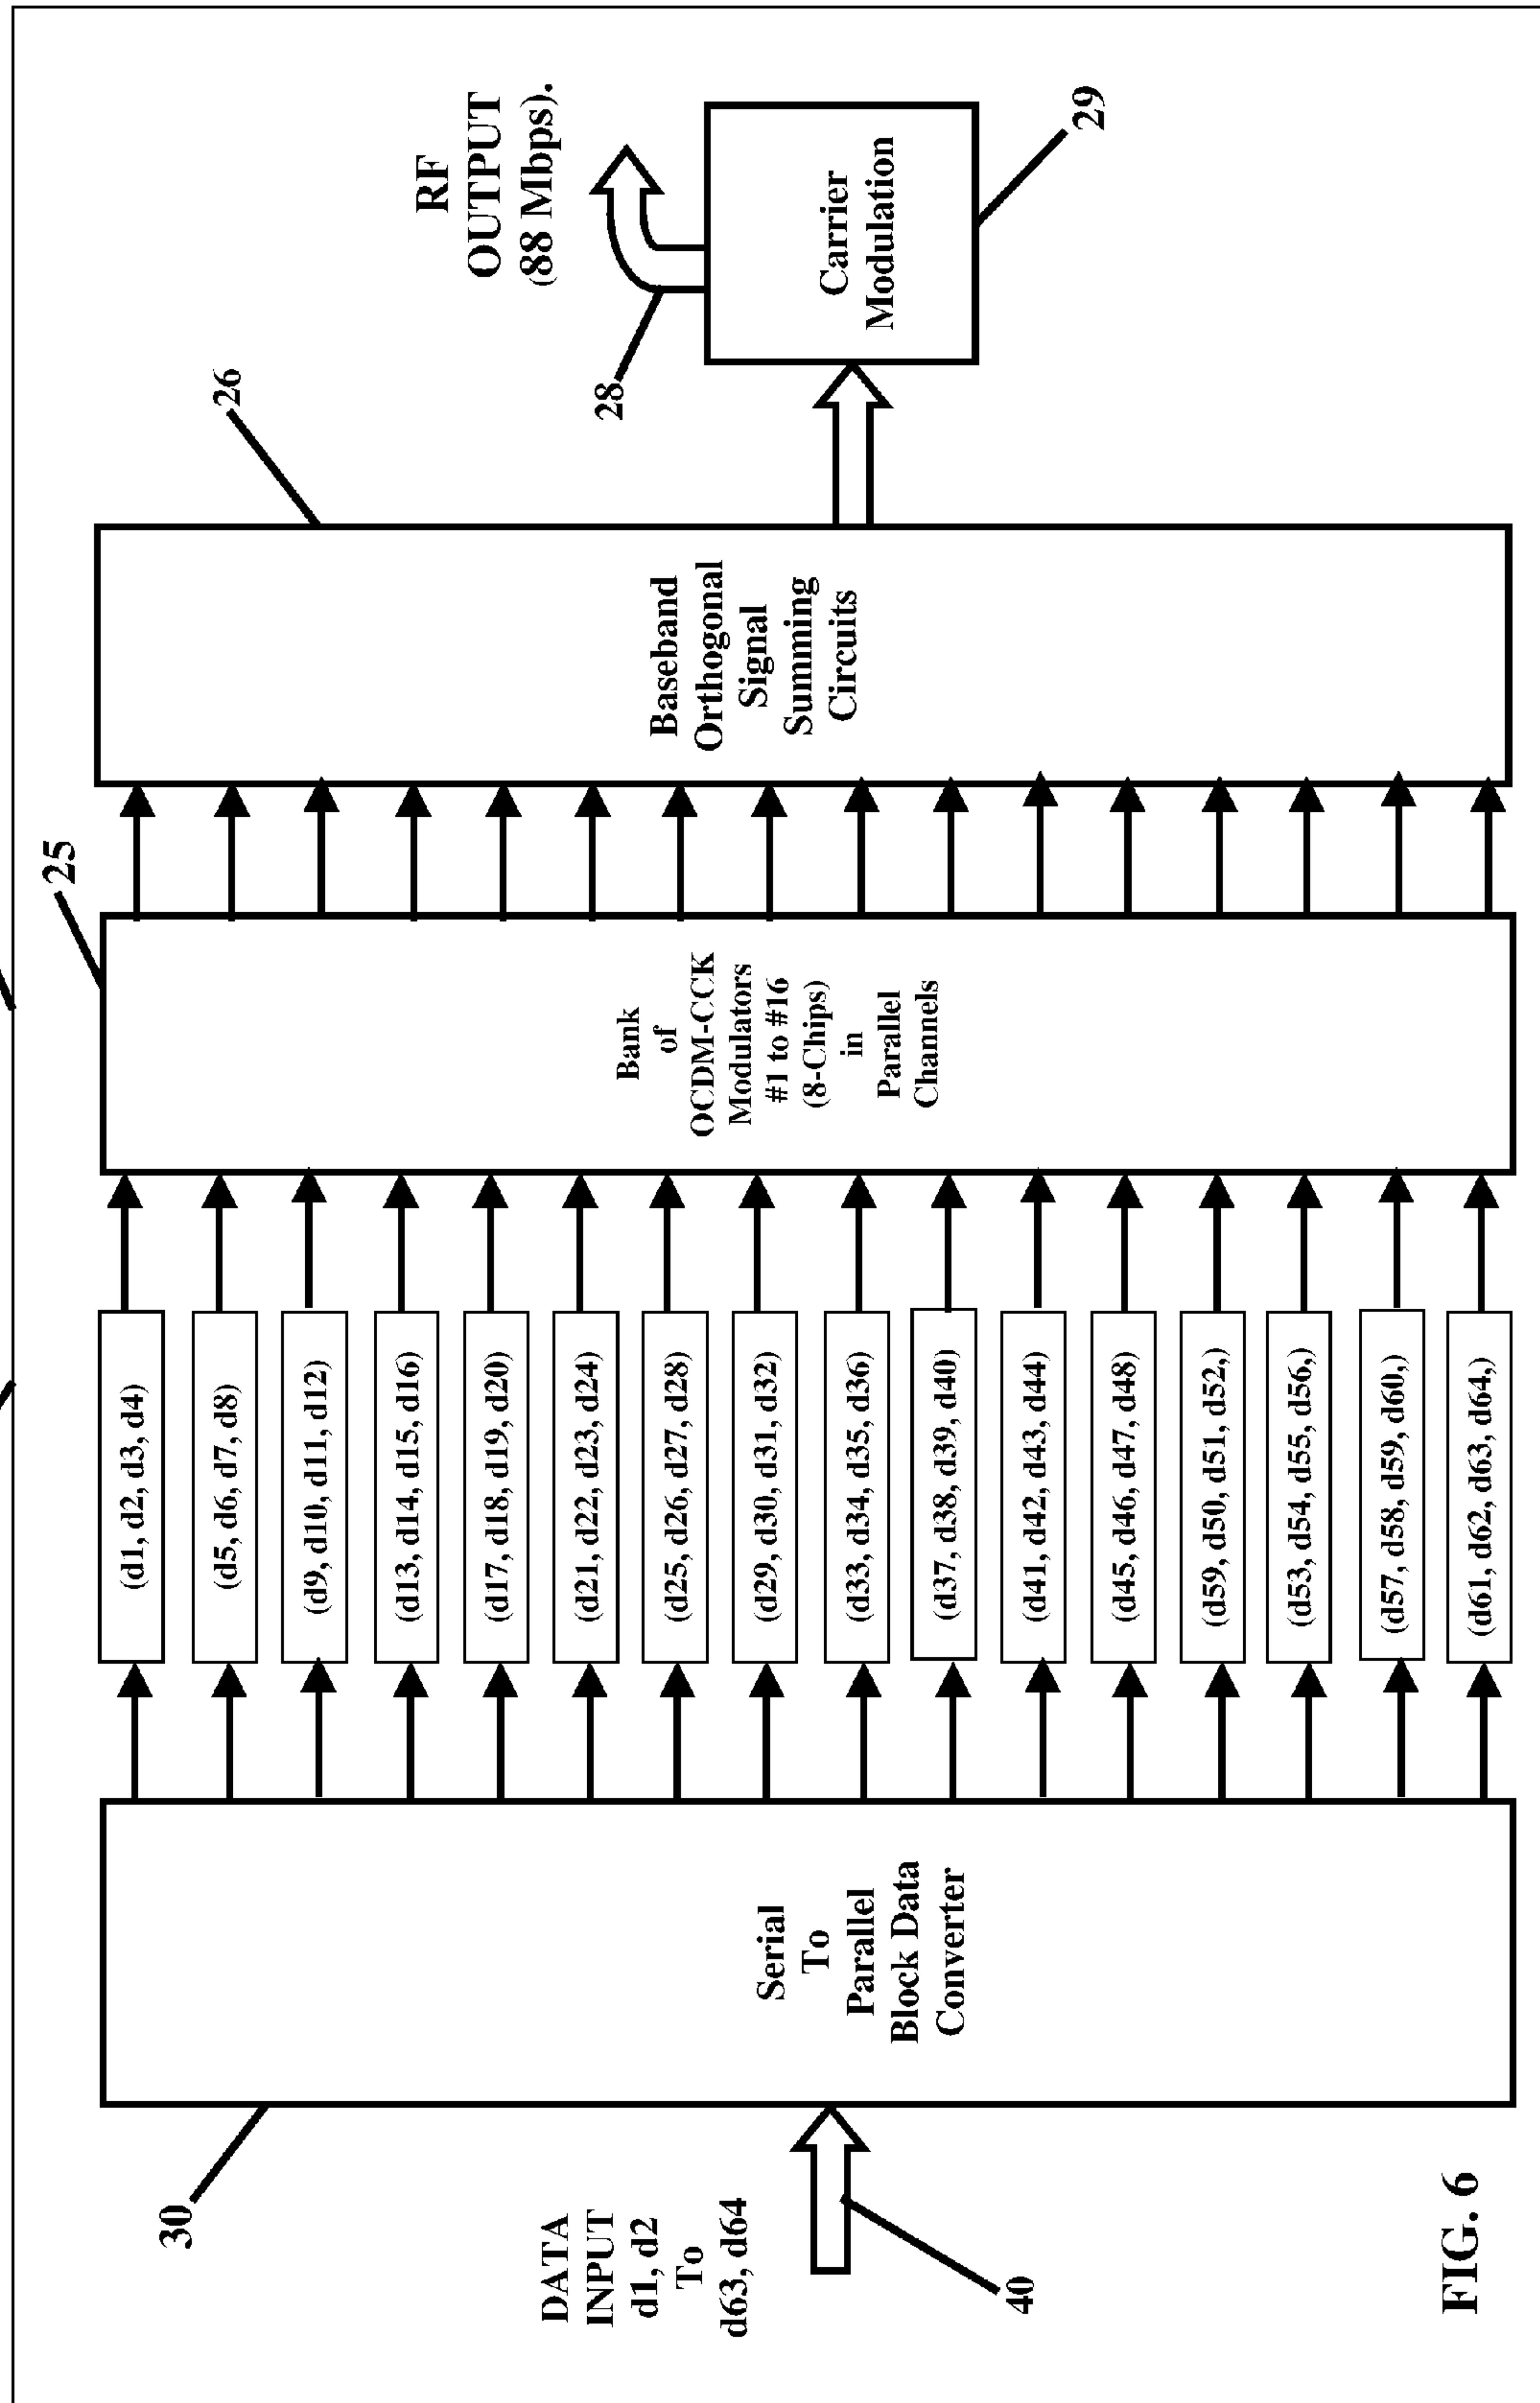 30
DATA
INPUT
d1, d2
To
d63, d64
40
Serial
To
Parallel
Block Data
Converter
(d1, d2, d3, d4)
(d5, d6, d7, d8)
(d9, d10, d11, d12)
(d13, d14, d15, d16)
(d17, d18, d19, d20)
(d21, d22, d23, d24)
(d25, d26, d27, d28)
(d29, d30, d31, d32)
(d33, d34, d35, d36)
(d37, d38, d39, d40)
(d41, d42, d43, d44)
(d45, d46, d47, d48)
(d59, d50, d51, d52,)
(d53, d54, d55, d56,)
(d57, d58, d59, d60,)
(d61, d62, d63, d64,)
25
Bank
of
OCDM-CCK
Modulators
#1 to #16
(8-Chips)
in
Parallel
Channels
26
Baseband
Orthogonal
Signal
Summing
Circuits
28
RF
OUTPUT
(88 Mbps).
Carrier
Modulation
29
FIG. 6